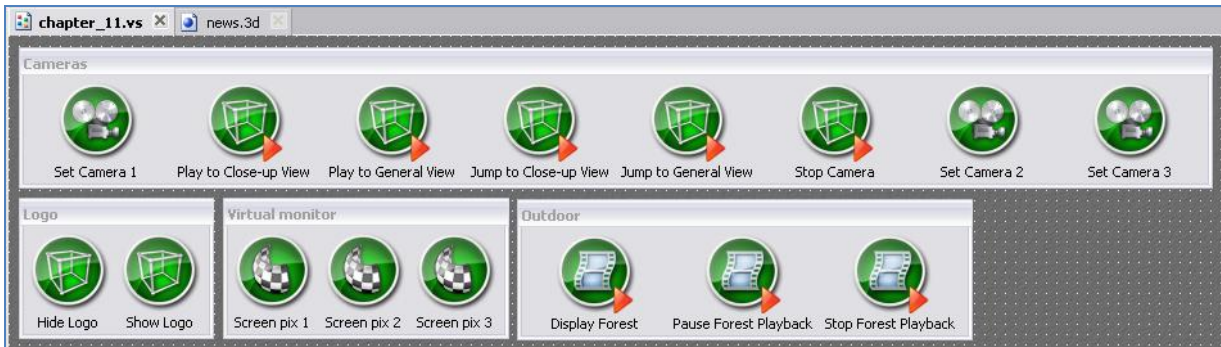 chapter_11.vs
news.3d
Cameras
Set Camera 1
Play to Close-up View
Play to General View
Jump to Close-up View
Jump to General View
Stop Camera
Set Camera 2
Set Camera 3
Logo
Hide Logo
Show Logo
Virtual monitor
Screen pix 1
Screen pix 2
Screen pix 3
Outdoor
Display Forest
Pause Forest Playback
Stop Forest Playback